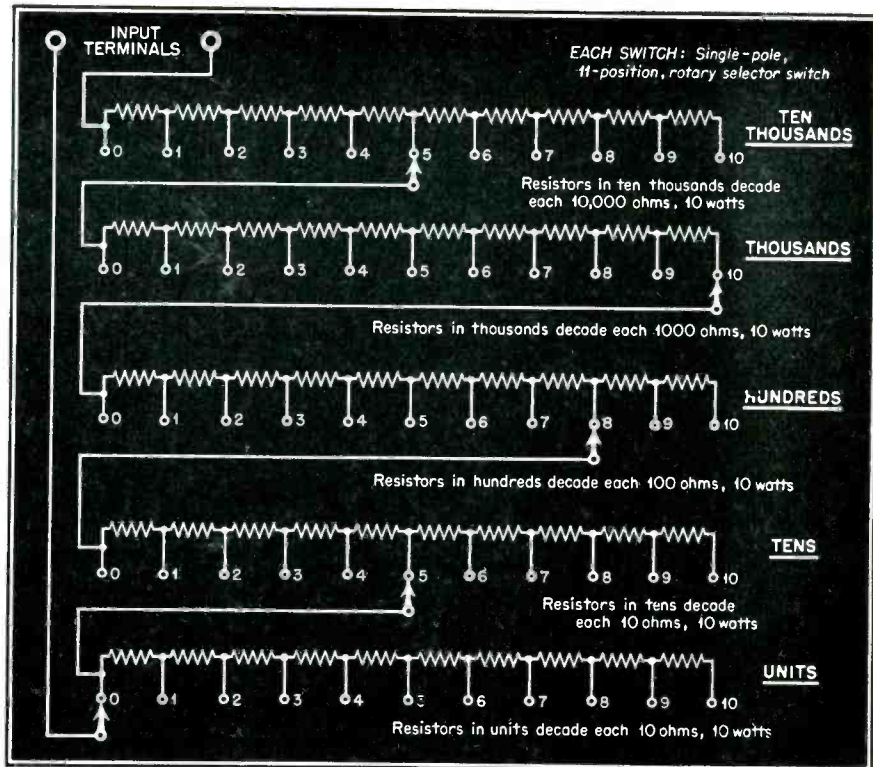 INPUT
TERMINALS
EACH SWITCH: Single-pole,
11-position, rotary selector switch
TEN
THOUSANDS
0 1 2 3 4 5 6 7 8 9 10
Resistors in ten thousands decade
each 10,000 ohms, 10 watts
THOUSANDS
0 1 2 3 4 5 6 7 8 9 10
Resistors in thousands decade each 1000 ohms, 10 watts
HUNDREDS
0 1 2 3 4 5 6 7 8 9 10
Resistors in hundreds decade each 100 ohms, 10 watts
TENS
0 1 2 3 4 5 6 7 8 9 10
Resistors in tens decade
each 10 ohms, 10 watts
UNITS
0 1 2 3 4 5 6 7 8 9 10
Resistors in units decade each 10 ohms, 10 watts